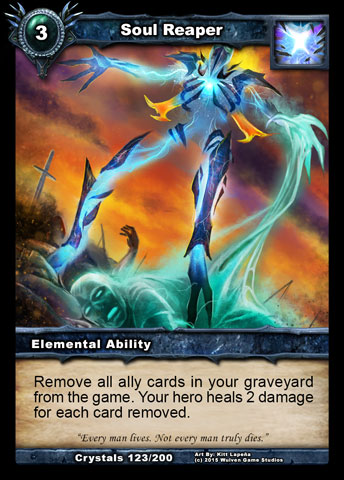 3
Soul Reaper
Elemental Ability
Remove all ally cards in your graveyard
from the game. Your hero heals 2 damage
for each card removed.
“Every man lives. Not every man truly dies.”
Crystals 123/200
Art By: Kitt Lapeña
(c) 2015 Wulven Game Studios